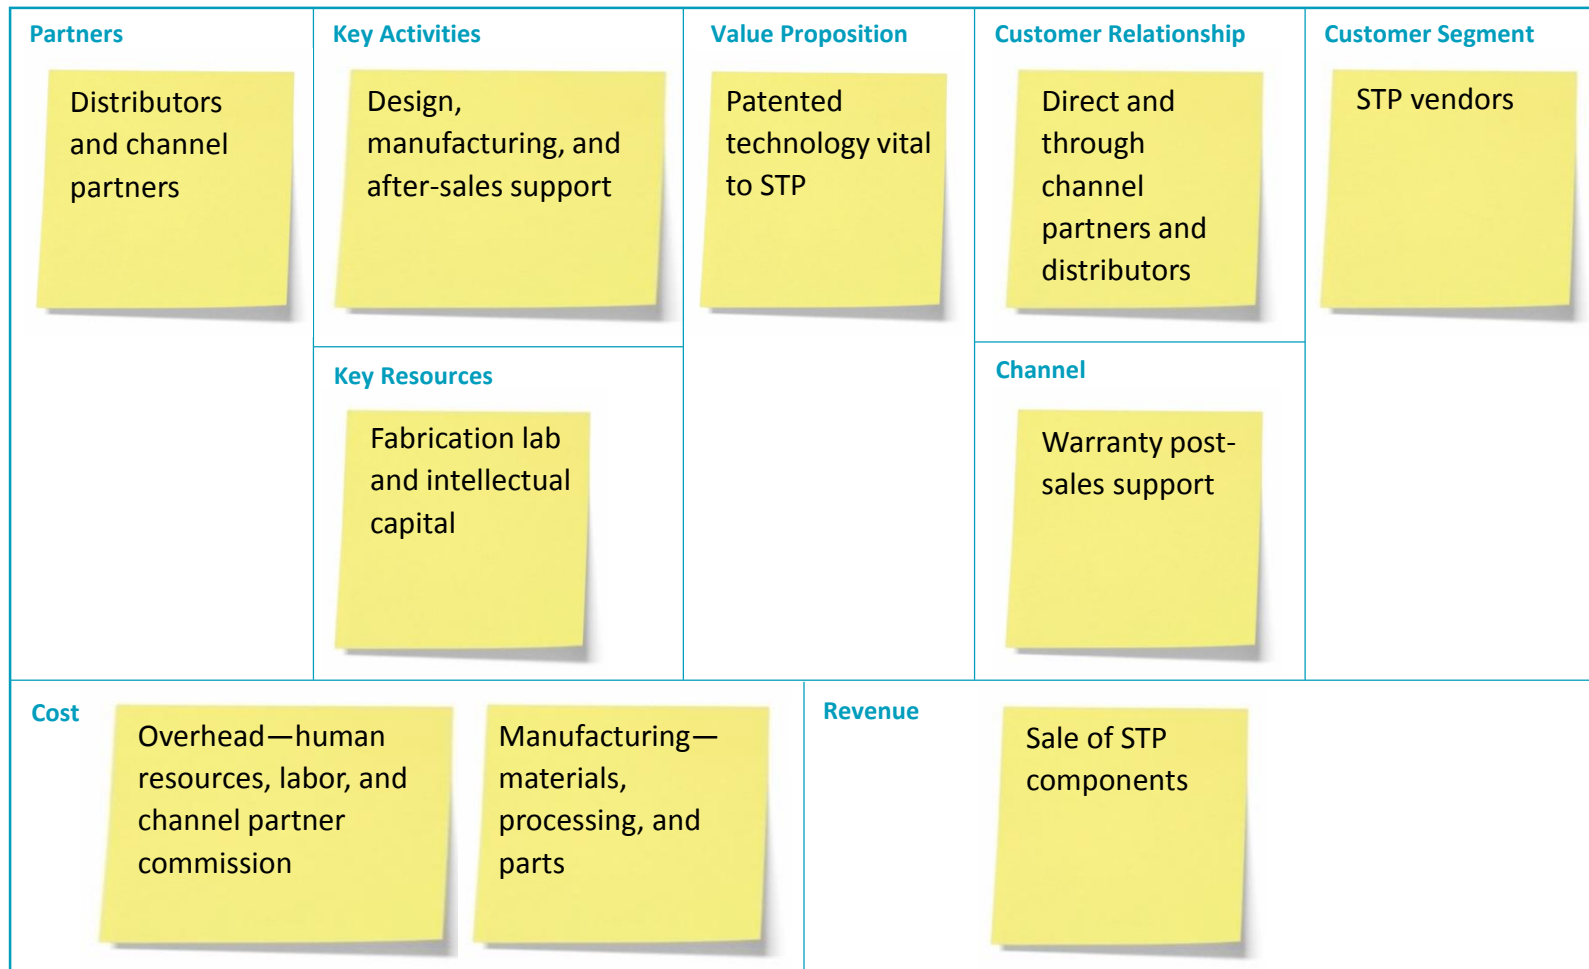 Partners
Distributors
and channel
partners
Key Activities
Design,
manufacturing, and
after-sales support
Key Resources
Fabrication lab
and intellectual
capital
Value Proposition
Patented
technology vital
to STP
Customer Relationship
Direct and
through
channel
partners and
distributors
Channel
Warranty post-
sales support
Customer Segment
STP vendors
Cost
Overhead—human
resources, labor, and
channel partner
commission
Manufacturing—
materials,
processing, and
parts
Revenue
Sale of STP
components